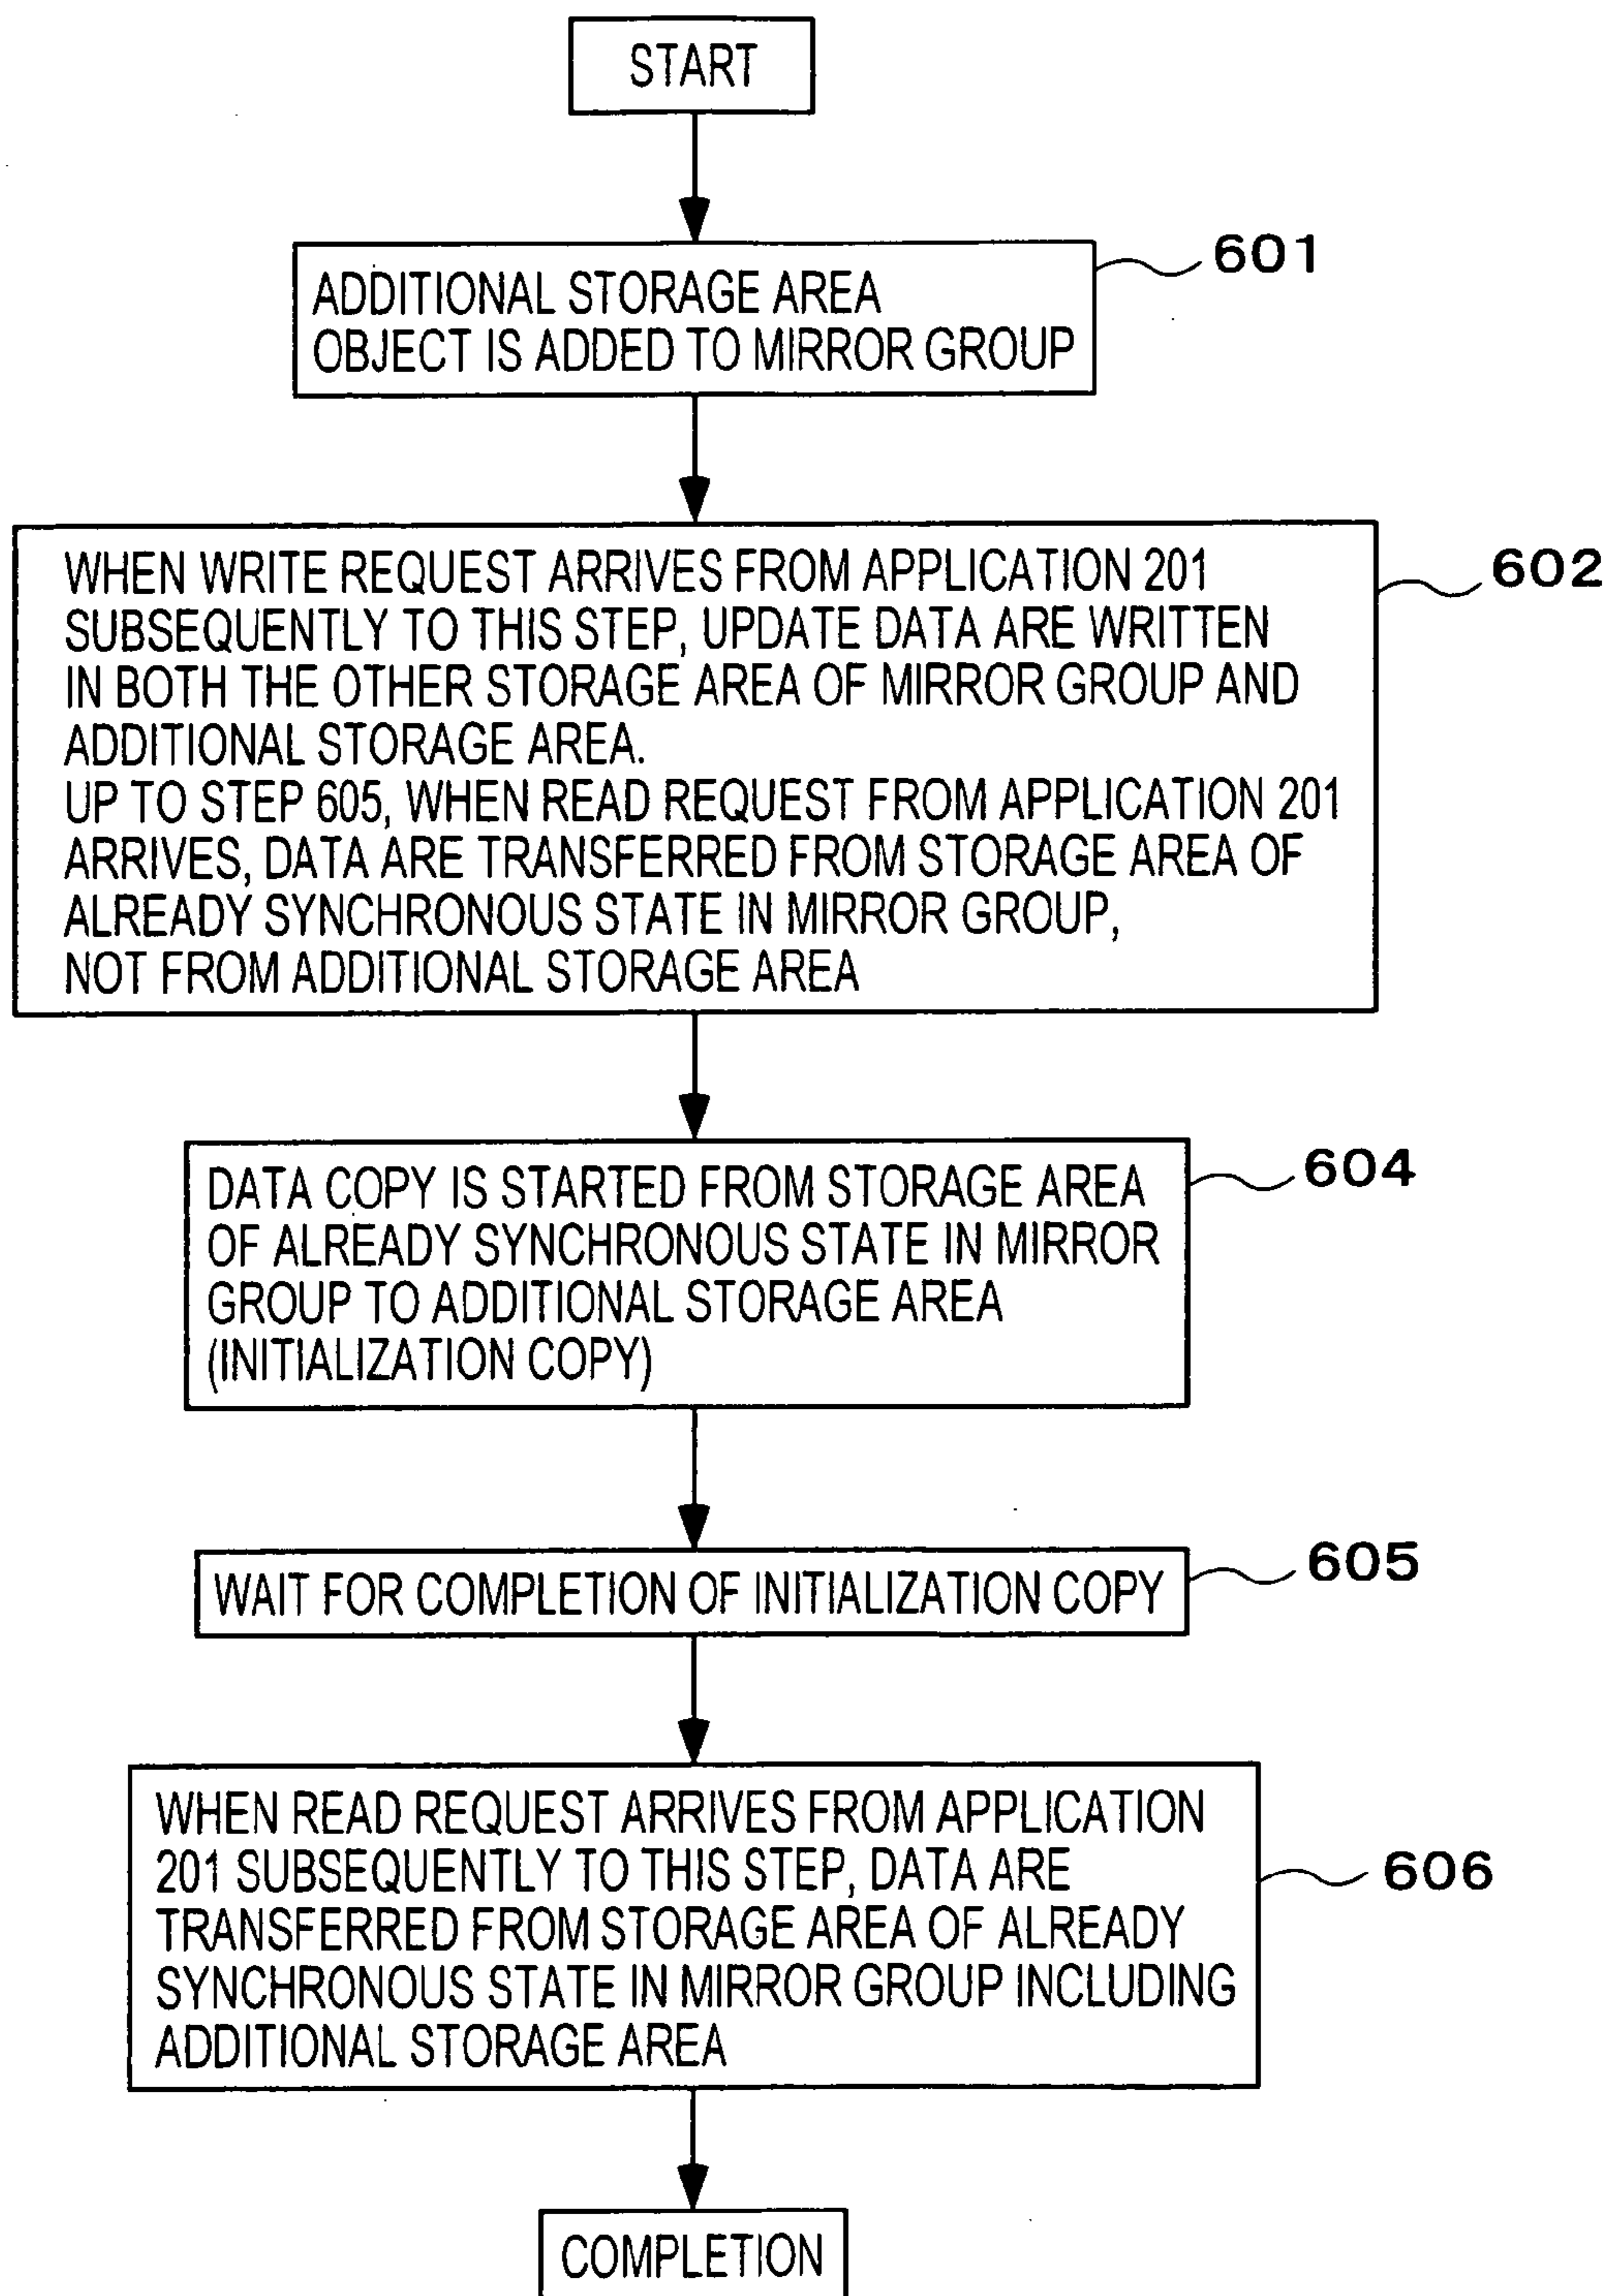 START
601
ADDITIONAL STORAGE AREA
OBJECT IS ADDED TO MIRROR GROUP
602
WHEN WRITE REQUEST ARRIVES FROM APPLICATION 201
SUBSEQUENTLY TO THIS STEP, UPDATE DATA ARE WRITTEN
IN BOTH THE OTHER STORAGE AREA OF MIRROR GROUP AND
ADDITIONAL STORAGE AREA.
UP TO STEP 605, WHEN READ REQUEST FROM APPLICATION 201
ARRIVES, DATA ARE TRANSFERRED FROM STORAGE AREA OF
ALREADY SYNCHRONOUS STATE IN MIRROR GROUP,
NOT FROM ADDITIONAL STORAGE AREA
604
DATA COPY IS STARTED FROM STORAGE AREA
OF ALREADY SYNCHRONOUS STATE IN MIRROR
GROUP TO ADDITIONAL STORAGE AREA
(INITIALIZATION COPY)
605
WAIT FOR COMPLETION OF INITIALIZATION COPY
606
WHEN READ REQUEST ARRIVES FROM APPLICATION
201 SUBSEQUENTLY TO THIS STEP, DATA ARE
TRANSFERRED FROM STORAGE AREA OF ALREADY
SYNCHRONOUS STATE IN MIRROR GROUP INCLUDING
ADDITIONAL STORAGE AREA
COMPLETION